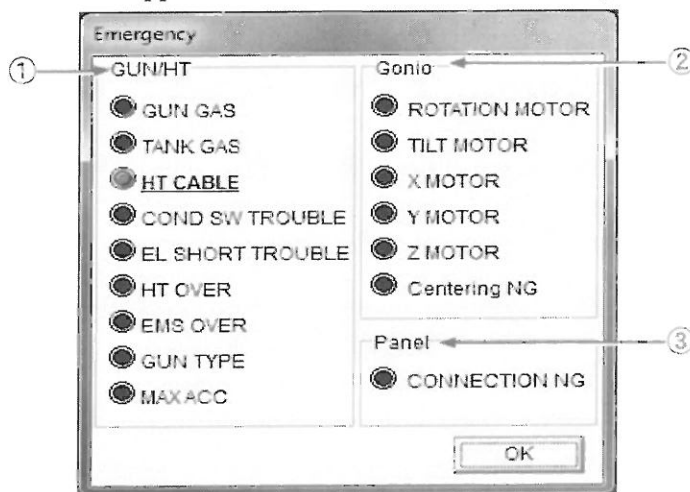 Emergency
① GUN/HT
GUN GAS
TANK GAS
HT CABLE
COND SW TROUBLE
EL SHORT TROUBLE
HT OVER
EMS OVER
GUN TYPE
MAX ACC
Gonio ②
ROTATION MOTOR
TILT MOTOR
X MOTOR
Y MOTOR
Z MOTOR
Centering NG
Panel ③
CONNECTION NG
OK